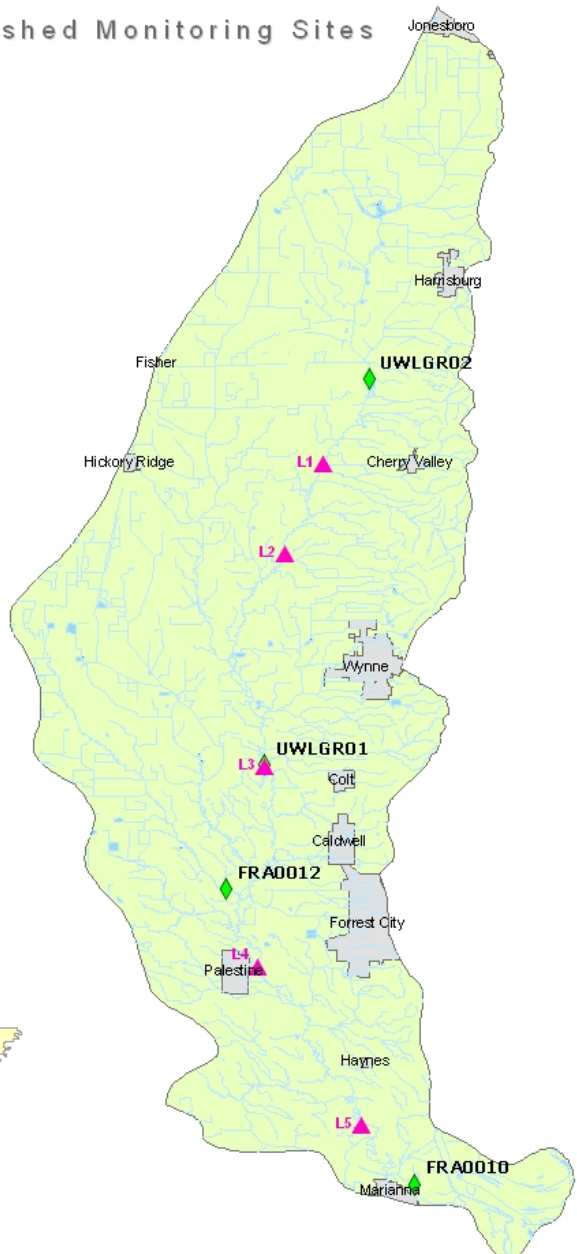 shed Monitoring Sites
Jonesboro
Harrisburg
Fisher
UWLGR02
Hickory Ridge
L1
Cherry Valley
L2
Wynne
UWLGR01
L3
Colt
Caldwell
FRA0012
Forrest City
L4
Palestine
Haynes
L5
FRA0010
Marianna